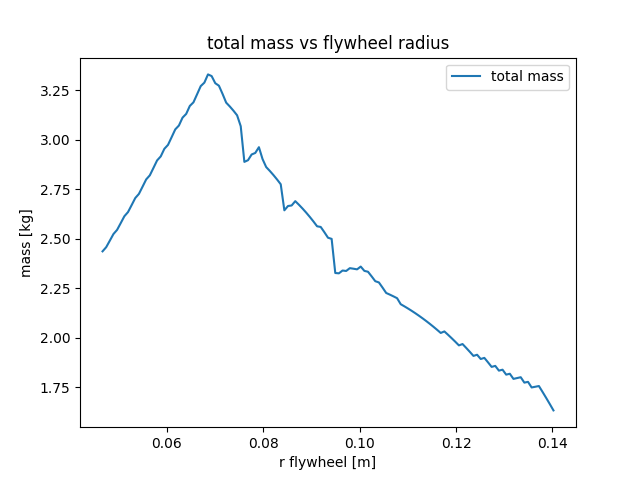 total mass vs flywheel radius
total mass
mass [kg]
3.25
3.00
2.75
2.50
2.25
2.00
1.75
0.06 0.08 0.10 0.12 0.14
r flywheel [m]